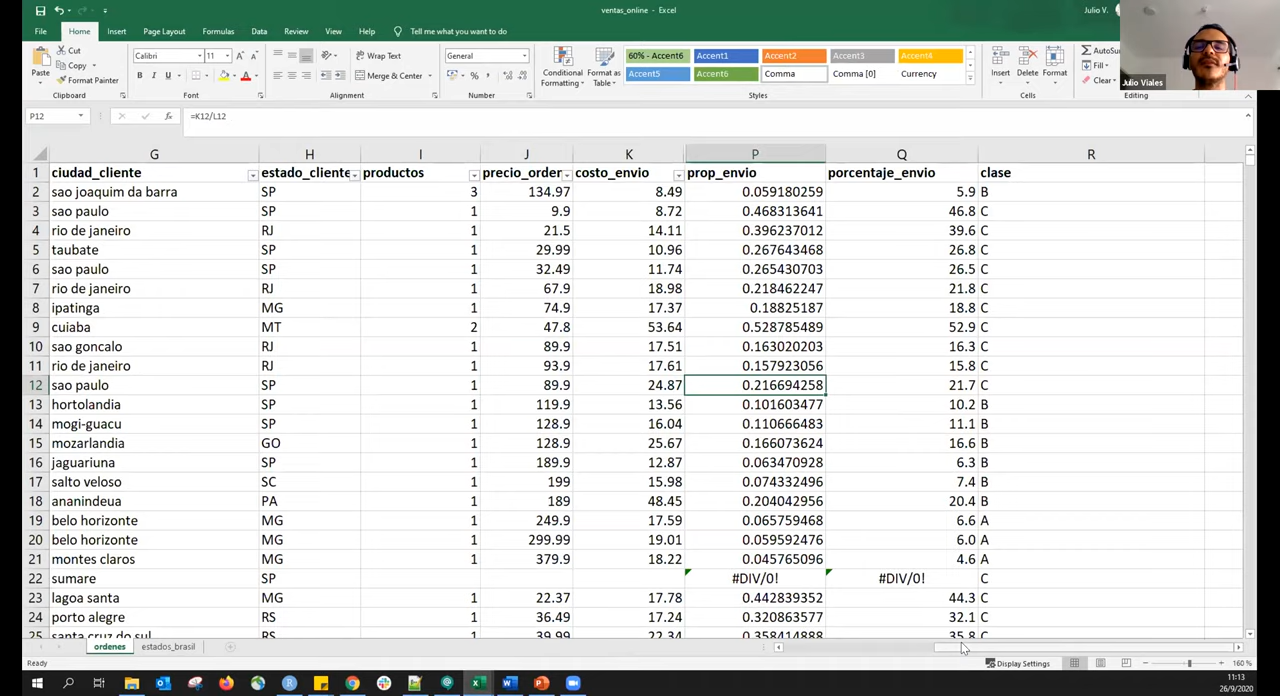 ventas_online - Excel
Julio V.
File Home Insert Page Layout Formulas Data Review View Help Tell me what you want to do
Paste
Cut
Copy
Format Painter
Clipboard
Calibri 11
B I U
Font
Wrap Text
Merge & Center
Alignment
General
Number
Conditional Formatting
Format as Table
60% - Accent6 Accent1 Accent2 Accent3 Accent4
Accent5 Accent6 Comma Comma [0] Currency
Styles
Insert Delete Format
Cells
AutoSu
Fill
Clear
Editing
Julio Viales
P12 fx =K12/L12
G H I J K P Q R
1 ciudad_cliente estado_cliente productos precio_orden costo_envio prop_envio porcentaje_envio clase
2 sao joaquim da barra SP 3 134.97 8.49 0.059180259 5.9 B
3 sao paulo SP 1 9.9 8.72 0.468313641 46.8 C
4 rio de janeiro RJ 1 21.5 14.11 0.396237012 39.6 C
5 taubate SP 1 29.99 10.96 0.267643468 26.8 C
6 sao paulo SP 1 32.49 11.74 0.265430703 26.5 C
7 rio de janeiro RJ 1 67.9 18.98 0.218462247 21.8 C
8 ipatinga MG 1 74.9 17.37 0.18825187 18.8 C
9 cuiaba MT 2 47.8 53.64 0.528785489 52.9 C
10 sao goncalo RJ 1 89.9 17.51 0.163020203 16.3 C
11 rio de janeiro RJ 1 93.9 17.61 0.157923056 15.8 C
12 sao paulo SP 1 89.9 24.87 0.216694258 21.7 C
13 hortolandia SP 1 119.9 13.56 0.101603477 10.2 B
14 mogi-guacu SP 1 128.9 16.04 0.110666483 11.1 B
15 mozarlandia GO 1 128.9 25.67 0.166073624 16.6 B
16 jaguariuna SP 1 189.9 12.87 0.063470928 6.3 B
17 salto veloso SC 1 199 15.98 0.074332496 7.4 B
18 ananindeua PA 1 189 48.45 0.204042956 20.4 B
19 belo horizonte MG 1 249.9 17.59 0.065759468 6.6 A
20 belo horizonte MG 1 299.99 19.01 0.059592476 6.0 A
21 montes claros MG 1 379.9 18.22 0.045765096 4.6 A
22 sumare SP #DIV/0! #DIV/0! C
23 lagoa santa MG 1 22.37 17.78 0.442839352 44.3 C
24 porto alegre RS 1 36.49 17.24 0.320863577 32.1 C
25 santa cruz do sul RS 1 39.99 22.34 0.358414888 35.8 C
ordenes estados_brasil
Ready
Display Settings
160 %
11:13
26/9/2020